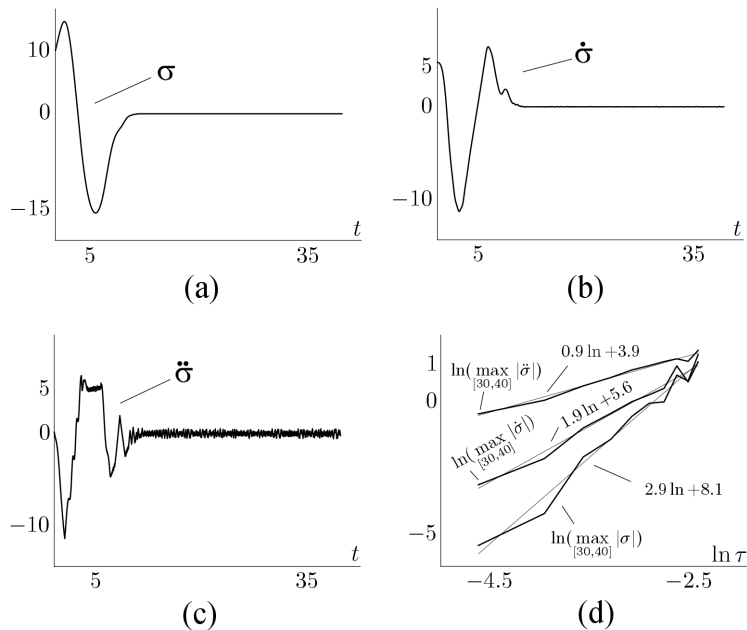 10
0
−15
σ
5
35
t
(a)
5
0
−10
σ̇
5
35
t
(b)
5
0
−10
σ̈
5
35
t
(c)
1
0
−5
ln(max |σ̈|)
[30,40]
0.9 ln +3.9
ln(max |σ̇|)
[30,40]
1.9 ln +5.6
2.9 ln +8.1
ln(max |σ|)
[30,40]
−4.5
−2.5
ln τ
(d)